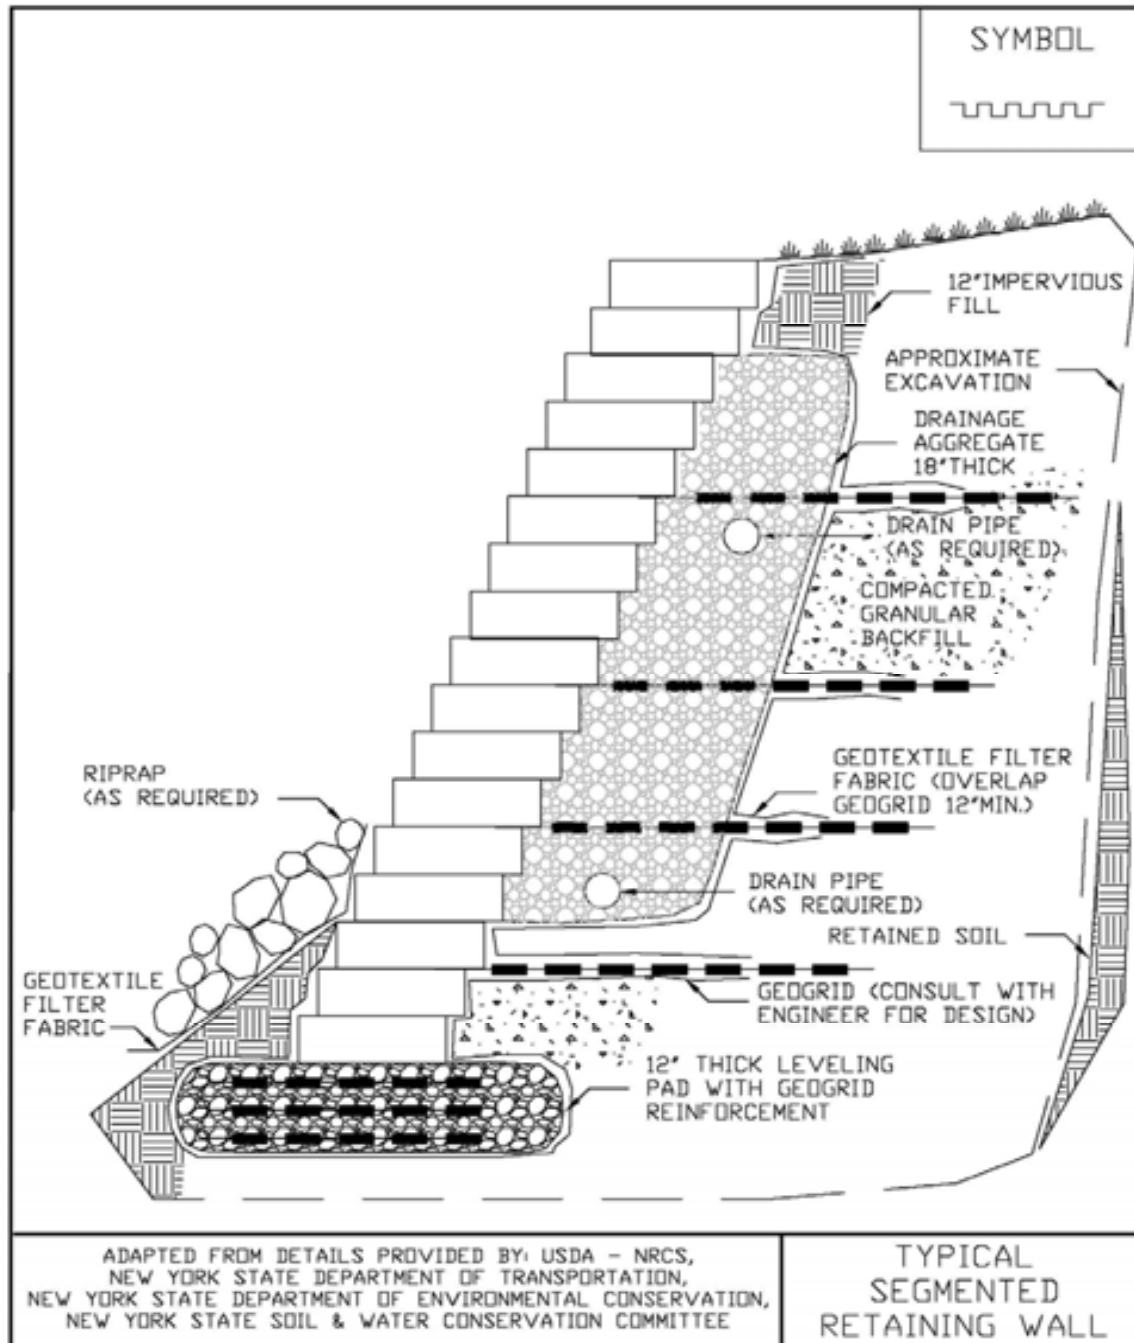 SYMBOL
12"IMPERVIOUS
FILL
APPROXIMATE
EXCAVATION
DRAINAGE
AGGREGATE
18"THICK
DRAIN PIPE
(AS REQUIRED)
COMPACTED
GRANULAR
BACKFILL
RIPRAP
(AS REQUIRED)
GEOTEXTILE FILTER
FABRIC (OVERLAP
GEOGRID 12"MIN.)
DRAIN PIPE
(AS REQUIRED)
RETAINED SOIL
GEOTEXTILE
FILTER
FABRIC
GEOGRID (CONSULT WITH
ENGINEER FOR DESIGN)
12" THICK LEVELING
PAD WITH GEOGRID
REINFORCEMENT
ADAPTED FROM DETAILS PROVIDED BY: USDA - NRCS,
NEW YORK STATE DEPARTMENT OF TRANSPORTATION,
NEW YORK STATE DEPARTMENT OF ENVIRONMENTAL CONSERVATION,
NEW YORK STATE SOIL & WATER CONSERVATION COMMITTEE
TYPICAL
SEGMENTED
RETAINING WALL